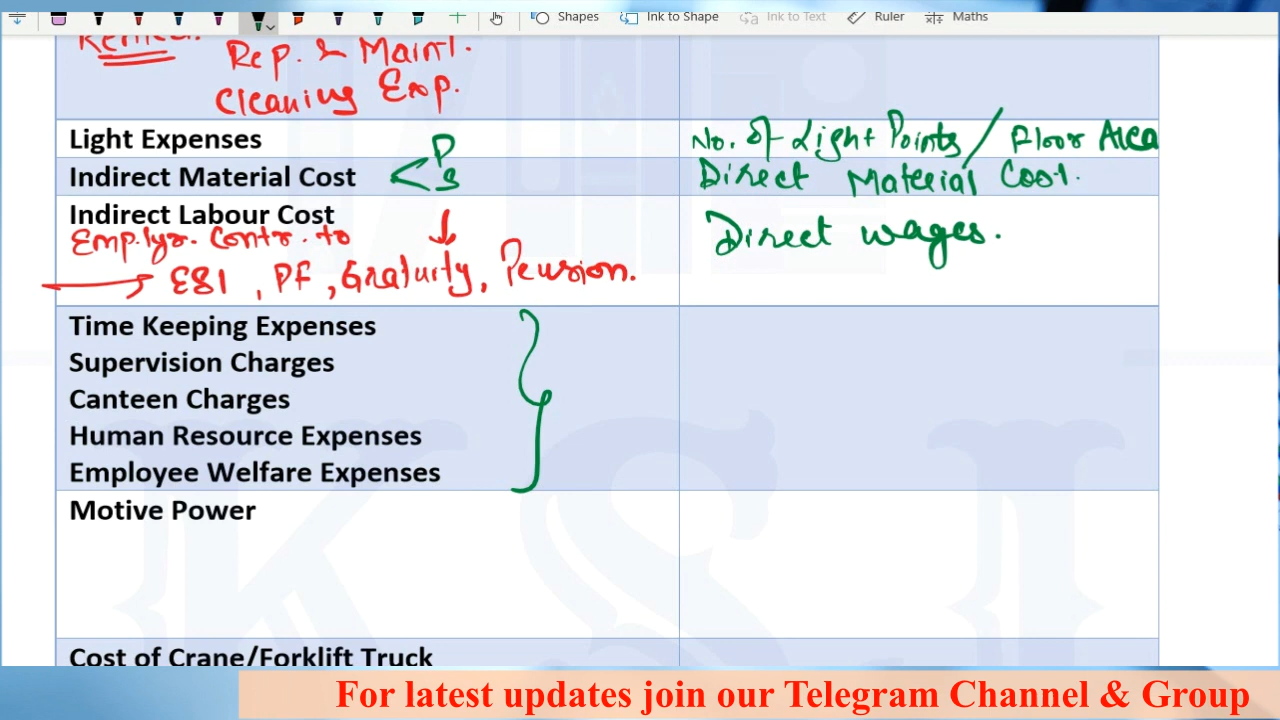 Shapes Ink to Shape Ink to Text Ruler Maths
Rep. & Maint.
Cleaning Exp.
Light Expenses
P
No. of Light Points / Floor Area
Indirect Material Cost
S
Direct Material Cost.
Indirect Labour Cost
Emplyr. Contr. to
Direct wages.
ESI, PF, Gratuity, Pension.
Time Keeping Expenses
Supervision Charges
Canteen Charges
Human Resource Expenses
Employee Welfare Expenses
Motive Power
Cost of Crane/Forklift Truck
KSI
For latest updates join our Telegram Channel & Group